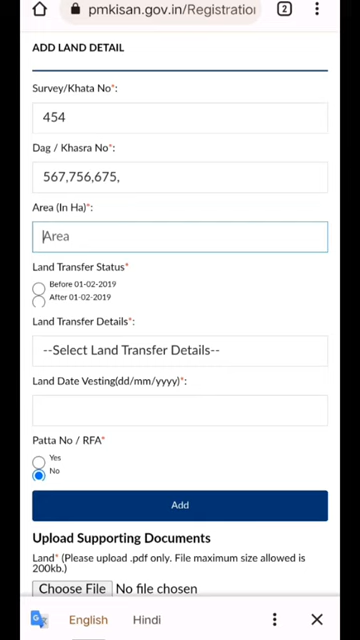 pmkisan.gov.in/Registration
2
ADD LAND DETAIL
Survey/Khata No*:
454
Dag / Khasra No*:
567,756,675,
Area (In Ha)*:
Area
Land Transfer Status*
Before 01-02-2019
After 01-02-2019
Land Transfer Details*:
--Select Land Transfer Details--
Land Date Vesting(dd/mm/yyyy)*:
Patta No / RFA*
Yes
No
Add
Upload Supporting Documents
Land* (Please upload .pdf only. File maximum size allowed is
200kb.)
Choose File No file chosen
English Hindi